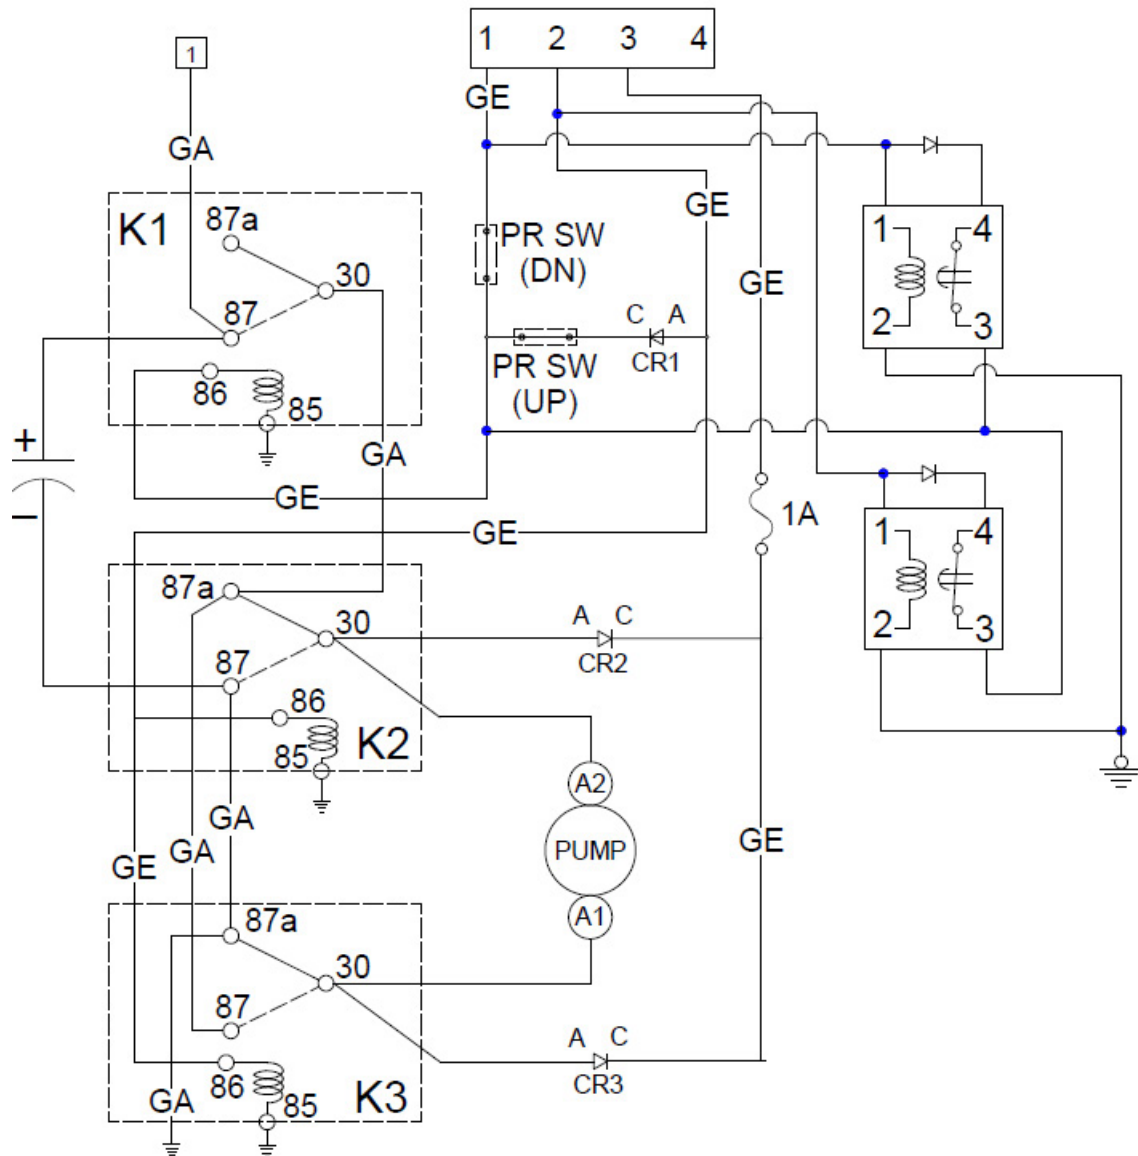 1 2 3 4
1
GE
GA
GE
K1
87a
PR SW
(DN)
1 4
30
GE
87
2 3
C A
CR1
PR SW
(UP)
86
85
+
GA
GE
GE
1A
1 4
87a
30
A C
CR2
2 3
87
86
85
K2
–
A2
GA
GA
GE
PUMP
GE
A1
87a
30
87
A C
CR3
86
85
GA
K3